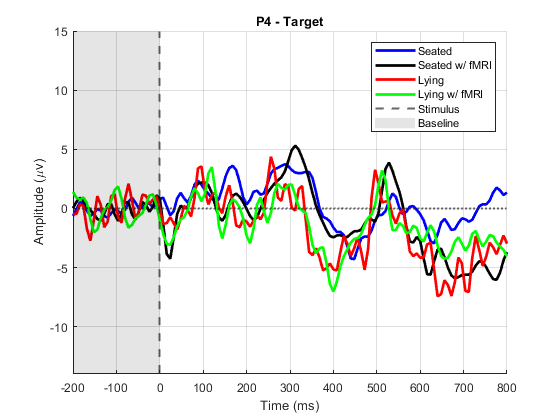 P4 - Target
15
10
5
0
-5
-10
Amplitude (μv)
Seated
Seated w/ fMRI
Lying
Lying w/ fMRI
Stimulus
Baseline
-200 -100 0 100 200 300 400 500 600 700 800
Time (ms)